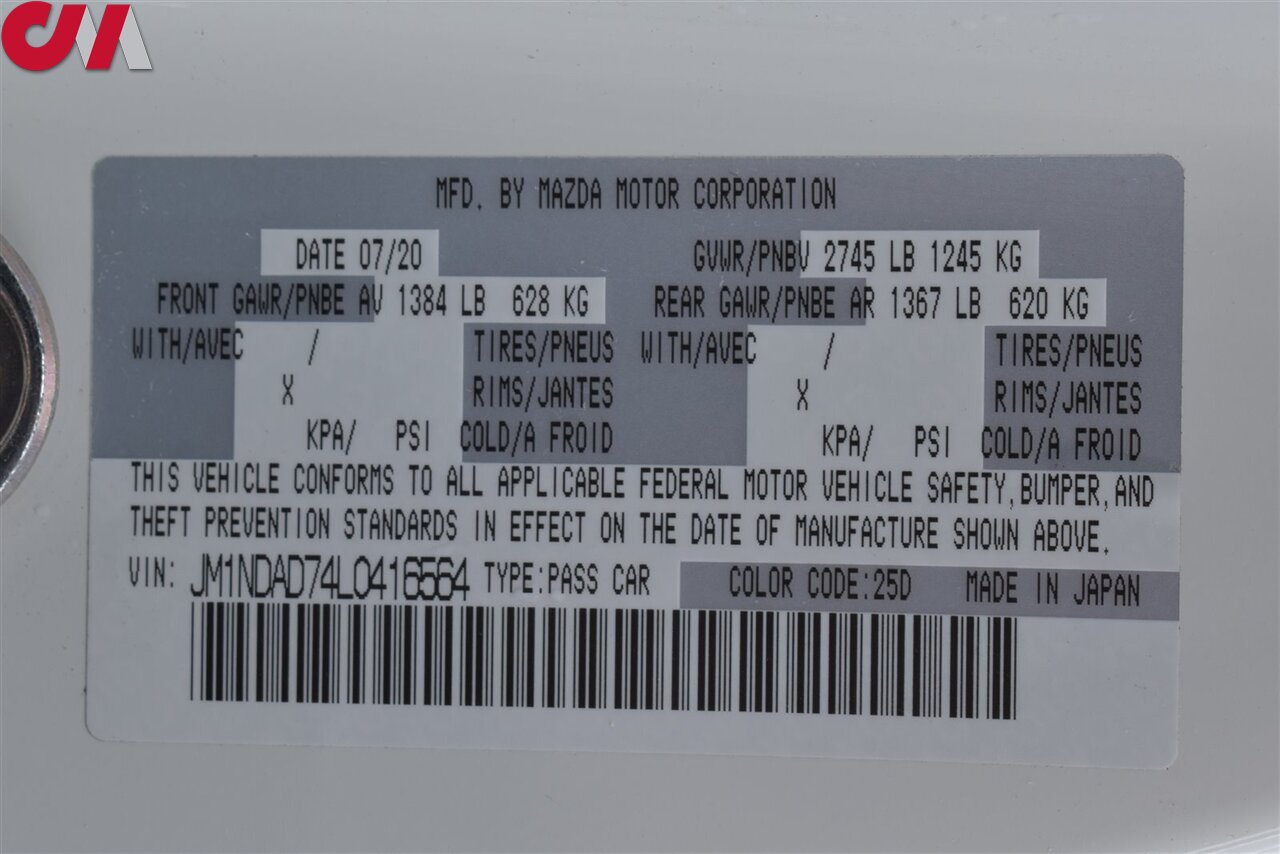 CM
MFD. BY MAZDA MOTOR CORPORATION
DATE 07/20 GVWR/PNBV 2745 LB 1245 KG
FRONT GAWR/PNBE AV 1384 LB 628 KG REAR GAWR/PNBE AR 1367 LB 620 KG
WITH/AVEC / TIRES/PNEUS WITH/AVEC / TIRES/PNEUS
X RIMS/JANTES X RIMS/JANTES
KPA/ PSI COLD/A FROID KPA/ PSI COLD/A FROID
THIS VEHICLE CONFORMS TO ALL APPLICABLE FEDERAL MOTOR VEHICLE SAFETY,BUMPER,AND
THEFT PREVENTION STANDARDS IN EFFECT ON THE DATE OF MANUFACTURE SHOWN ABOVE.
VIN: JM1NDAD74L0416564 TYPE:PASS CAR COLOR CODE:25D MADE IN JAPAN